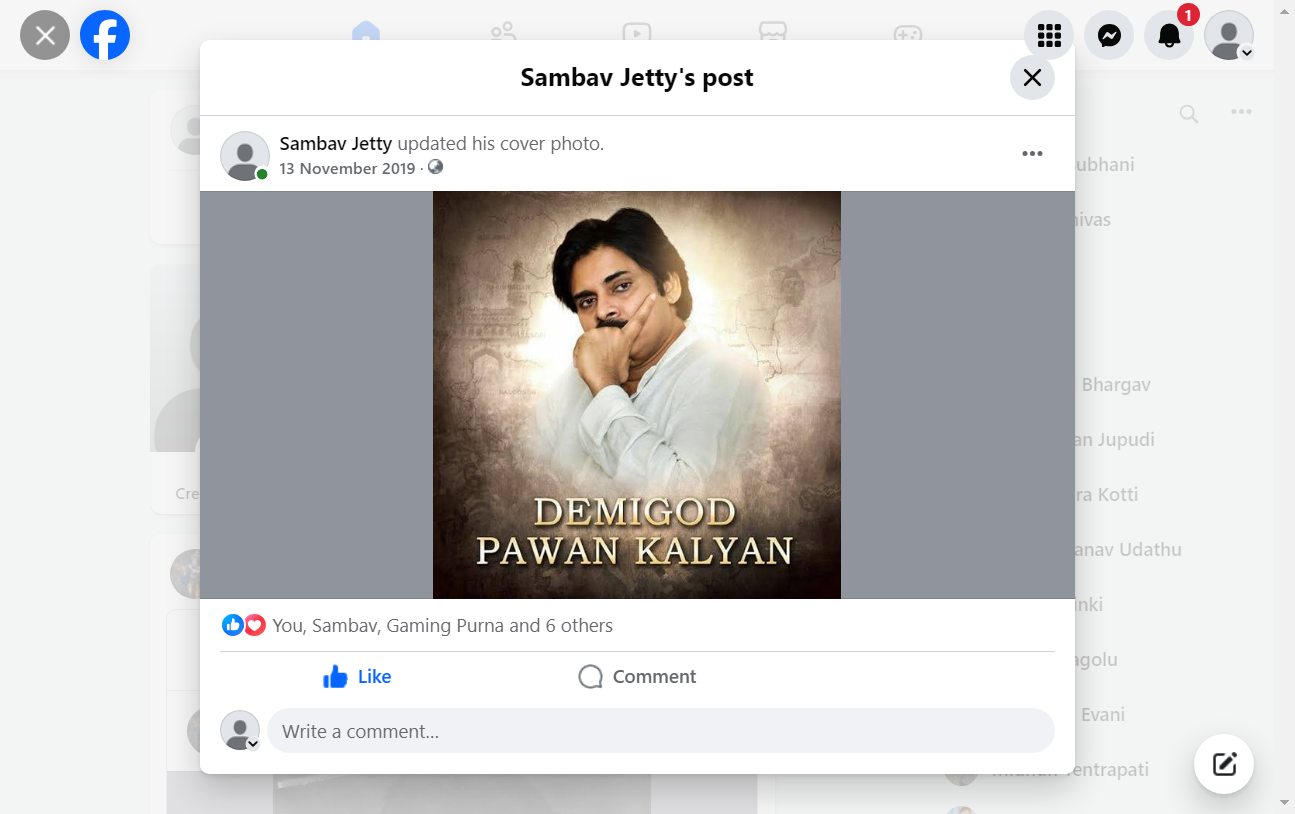 1
Sambav Jetty's post
Sambav Jetty updated his cover photo.
13 November 2019 ·
DEMIGOD
PAWAN KALYAN
You, Sambav, Gaming Purna and 6 others
Like
Comment
Write a comment...
Cre
ubhani
ivas
Bhargav
an Jupudi
ra Kotti
anav Udathu
nki
agolu
Evani
entrapati